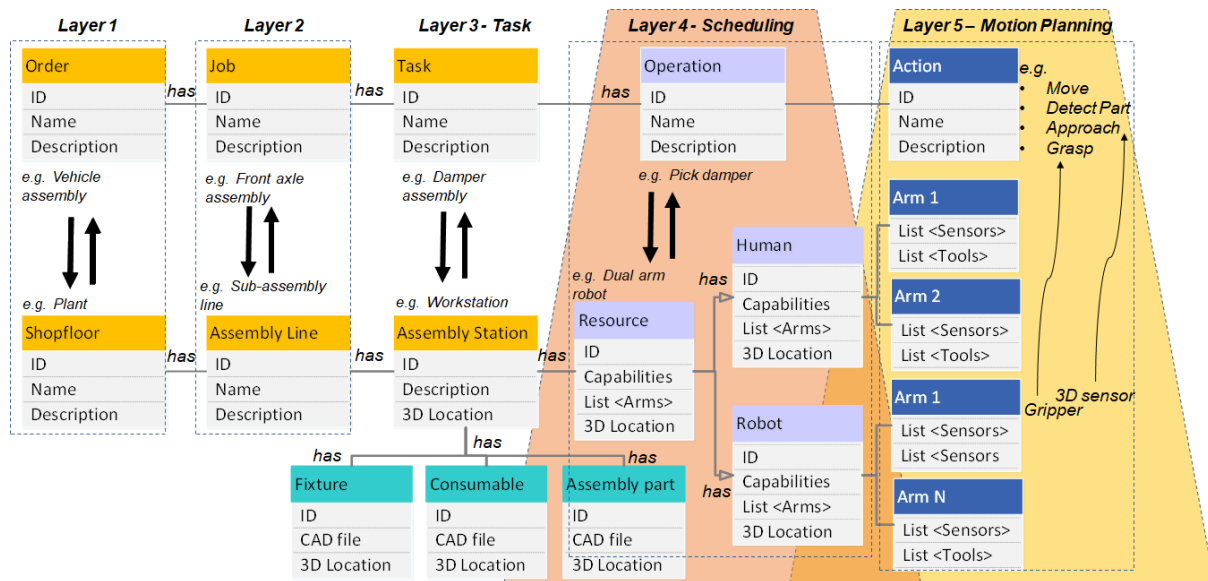 Layer 1
Layer 2
Layer 3 - Task
Layer 4 - Scheduling
Layer 5 – Motion Planning
Order
ID
Name
Description
has
Job
ID
Name
Description
has
Task
ID
Name
Description
has
Operation
ID
Name
Description
Action
ID
Name
Description
e.g.
• Move
• Detect Part
• Approach
• Grasp
e.g. Vehicle
assembly
e.g. Front axle
assembly
e.g. Damper
assembly
e.g. Pick damper
e.g. Plant
e.g. Sub-assembly
line
e.g. Workstation
e.g. Dual arm
robot
Shopfloor
ID
Name
Description
has
Assembly Line
ID
Name
Description
has
Assembly Station
ID
Description
3D Location
has
Resource
ID
Capabilities
List <Arms>
3D Location
has
Human
ID
Capabilities
List <Arms>
3D Location
has
Robot
ID
Capabilities
List <Arms>
3D Location
Arm 1
List <Sensors>
List <Tools>
Arm 2
List <Sensors>
List <Tools>
Arm 1
List <Sensors>
List <Sensors
Arm N
List <Sensors>
List <Tools>
Gripper
3D sensor
has
has
has
has
Fixture
ID
CAD file
3D Location
Consumable
ID
CAD file
3D Location
Assembly part
ID
CAD file
3D Location